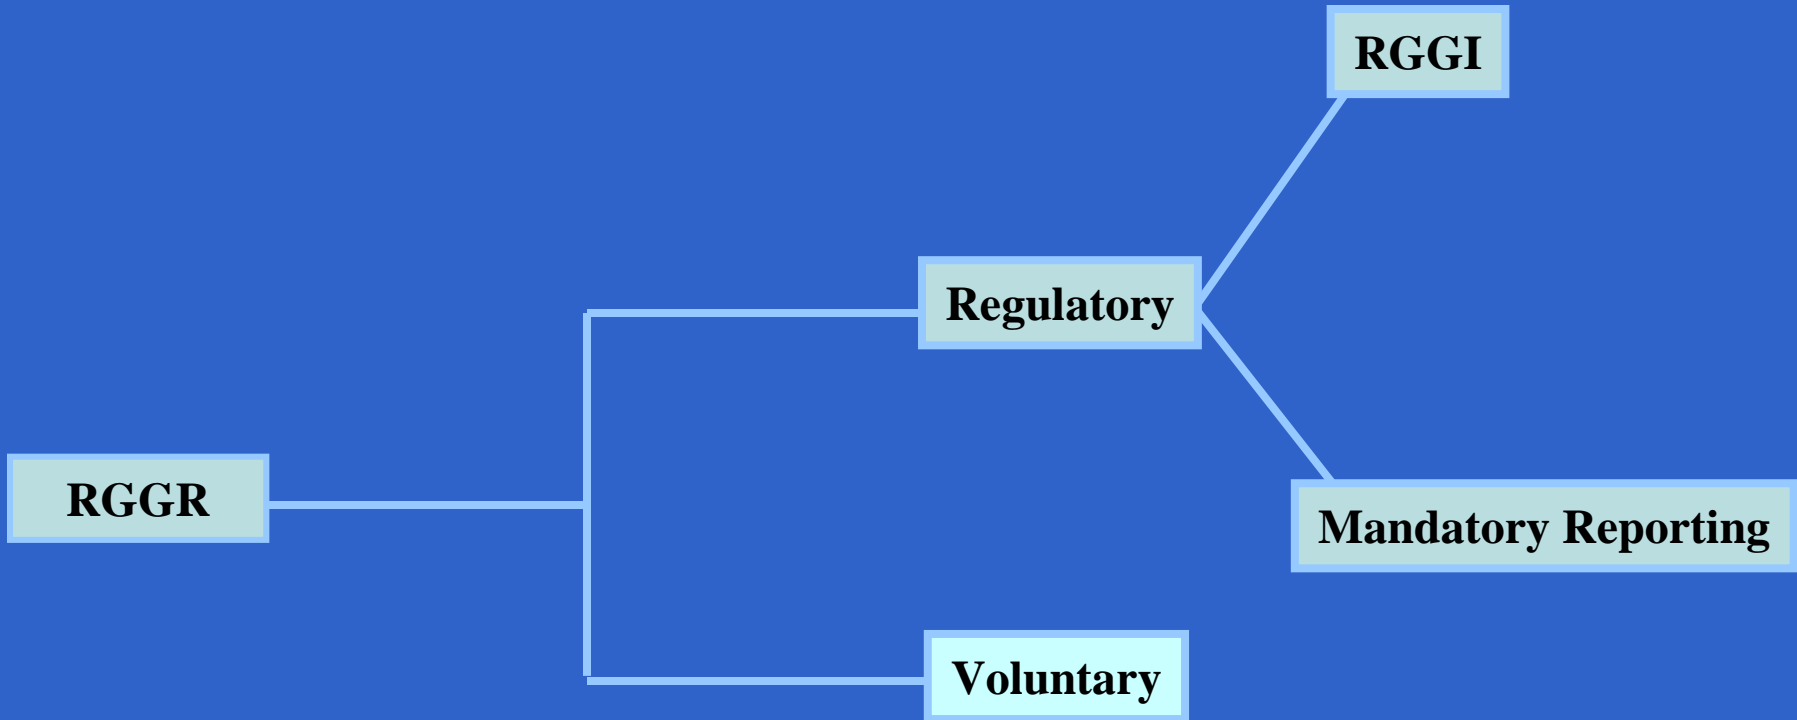 RGGI
Regulatory
RGGR
Mandatory Reporting
Voluntary